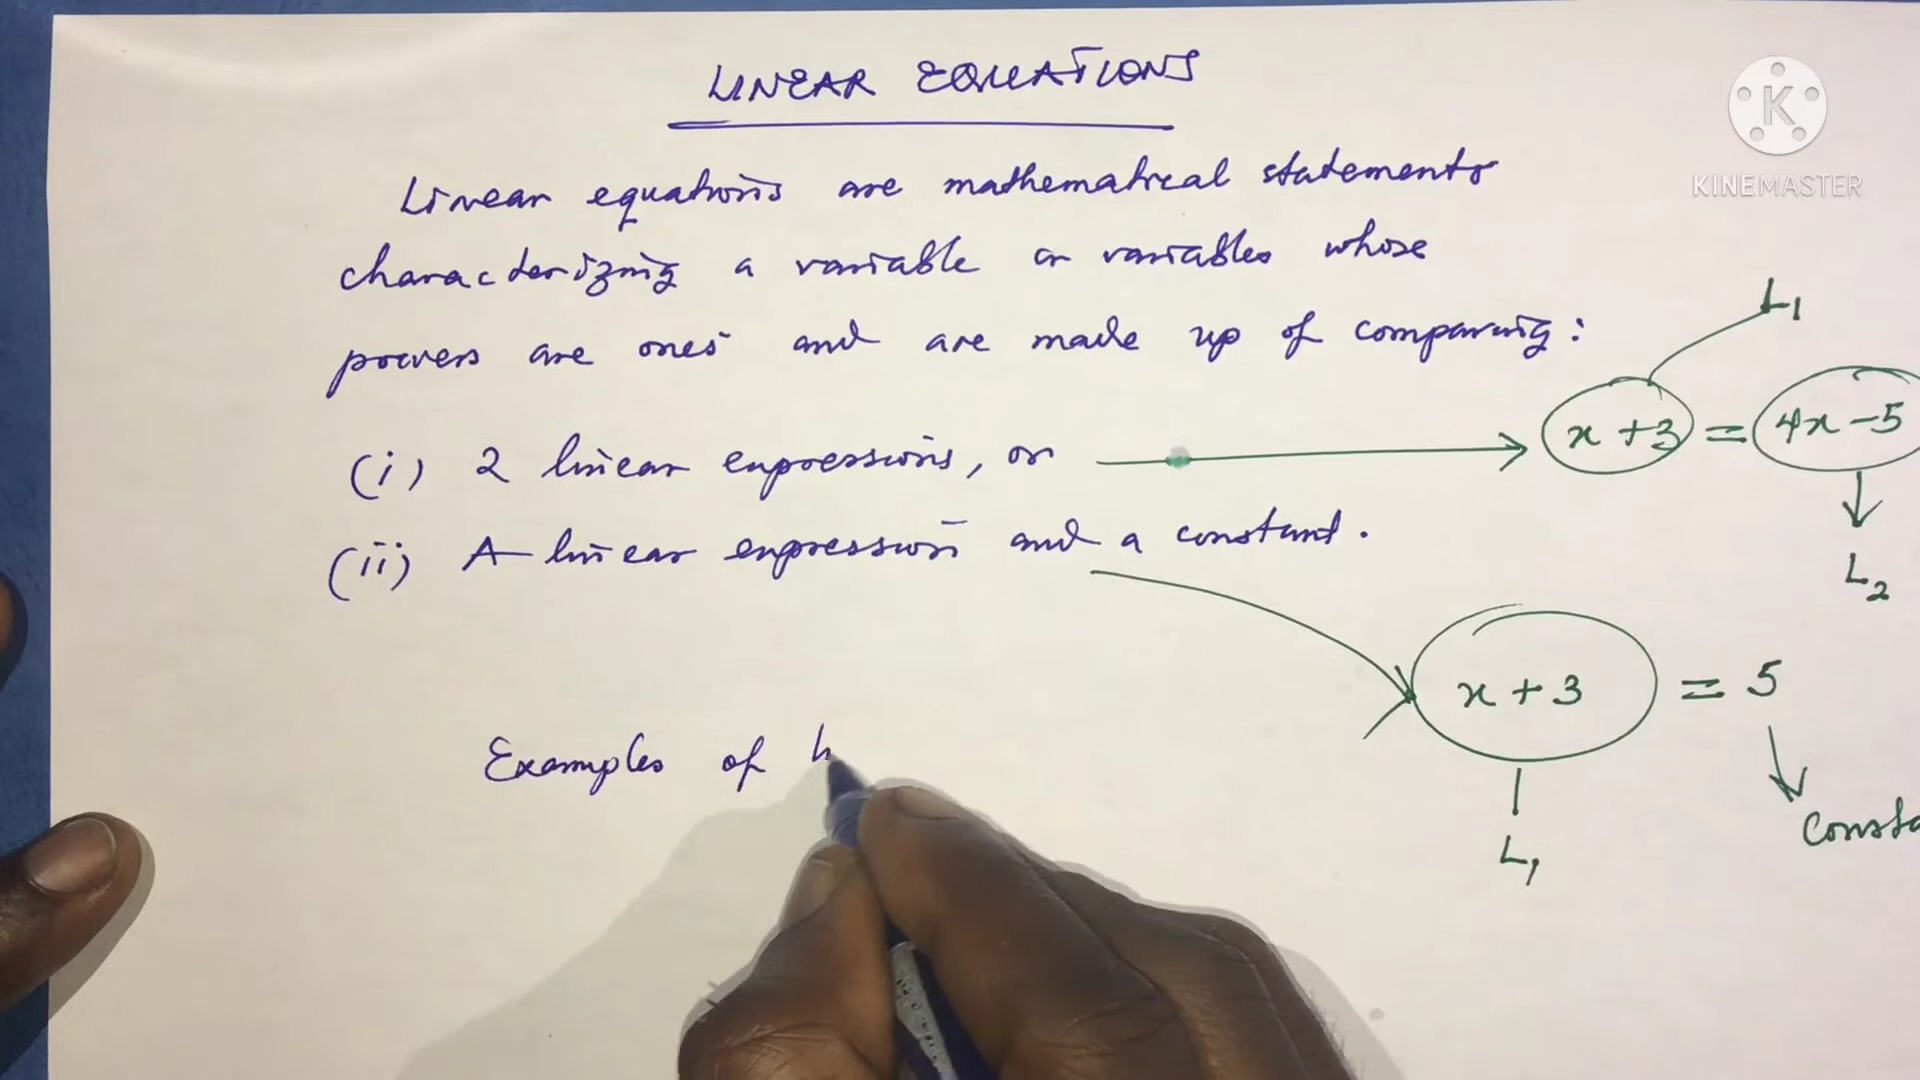 LINEAR EQUATIONS
K
KINEMASTER
Linear equations are mathematical statements
characterizing a variable or variables whose
powers are ones and are made up of comparing:
L1
(i) 2 linear expressions, or
x + 3 = 4x - 5
(ii) A linear expression and a constant.
L2
x + 3 = 5
Examples of
Consta
L1